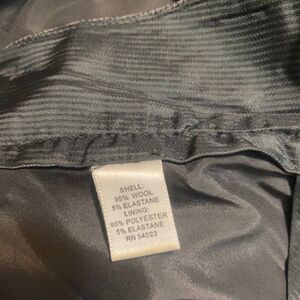 SHELL:
95% WOOL
5% ELASTANE
LINING:
95% POLYESTER
5% ELASTANE
RN 54023